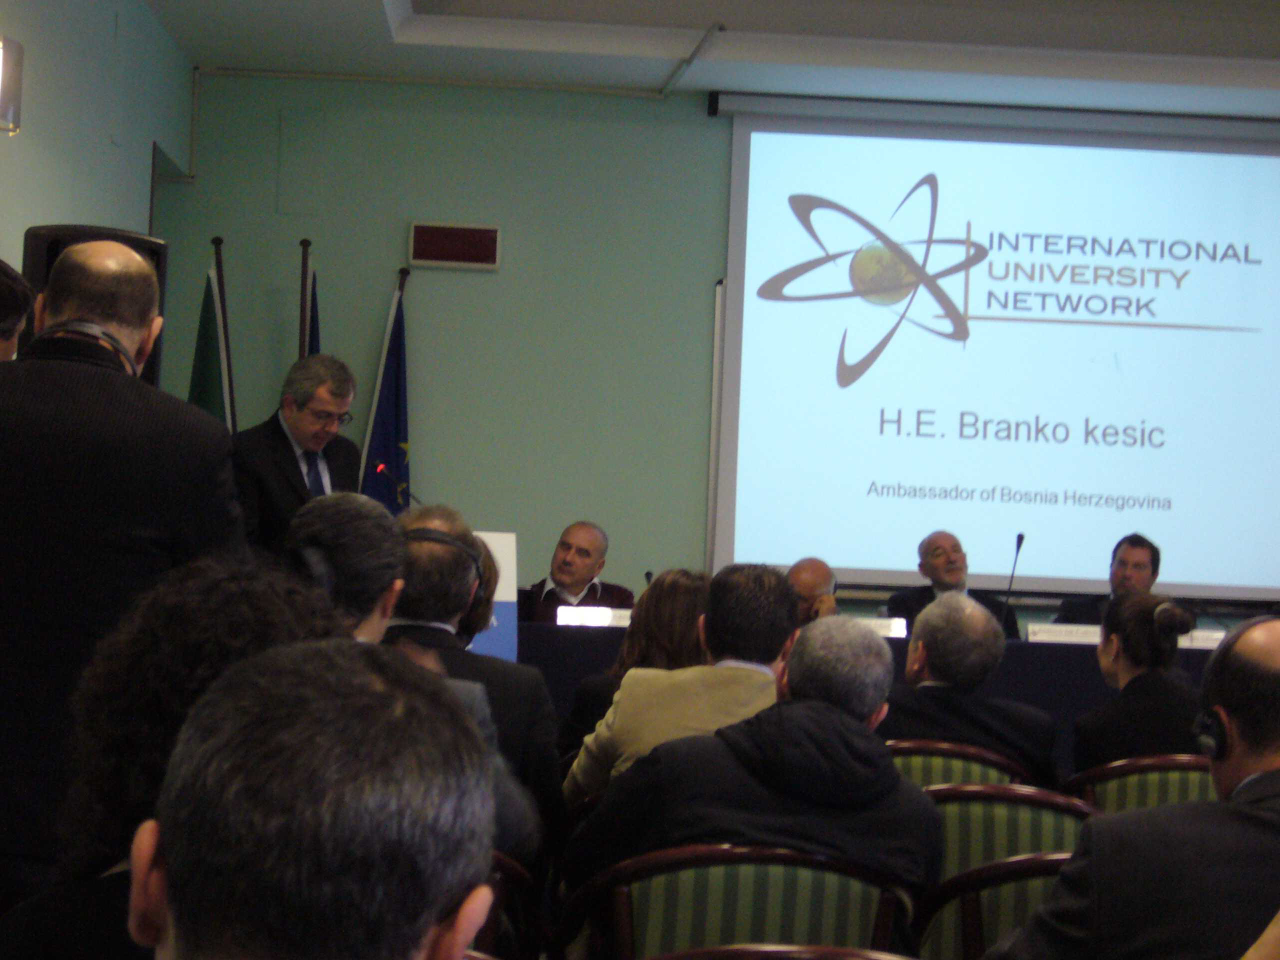 INTERNATIONAL
UNIVERSITY
NETWORK
H.E. Branko kesic
Ambassador of Bosnia Herzegovina